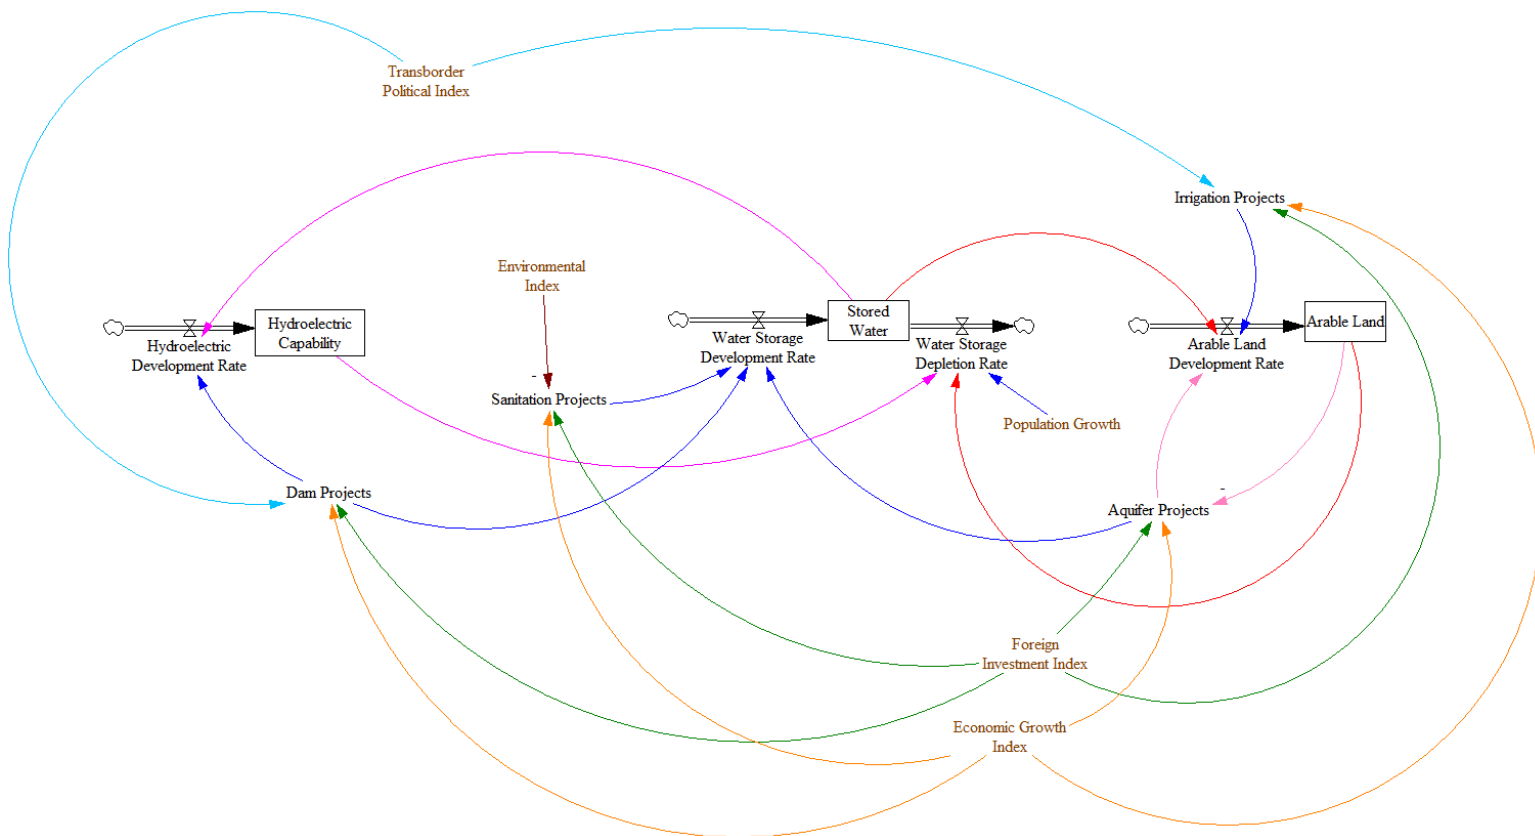 Transborder
Political Index
Irrigation Projects
Environmental
Index
Hydroelectric
Capability
Stored
Water
Arable Land
Hydroelectric
Development Rate
Water Storage
Development Rate
Water Storage
Depletion Rate
Arable Land
Development Rate
-
Sanitation Projects
Population Growth
Dam Projects
-
Aquifer Projects
Foreign
Investment Index
Economic Growth
Index